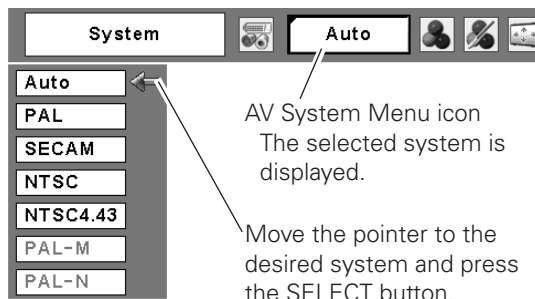 System
Auto
Auto
PAL
SECAM
NTSC
NTSC4.43
PAL-M
PAL-N
AV System Menu icon
The selected system is
displayed.
Move the pointer to the
desired system and press
the SELECT button.